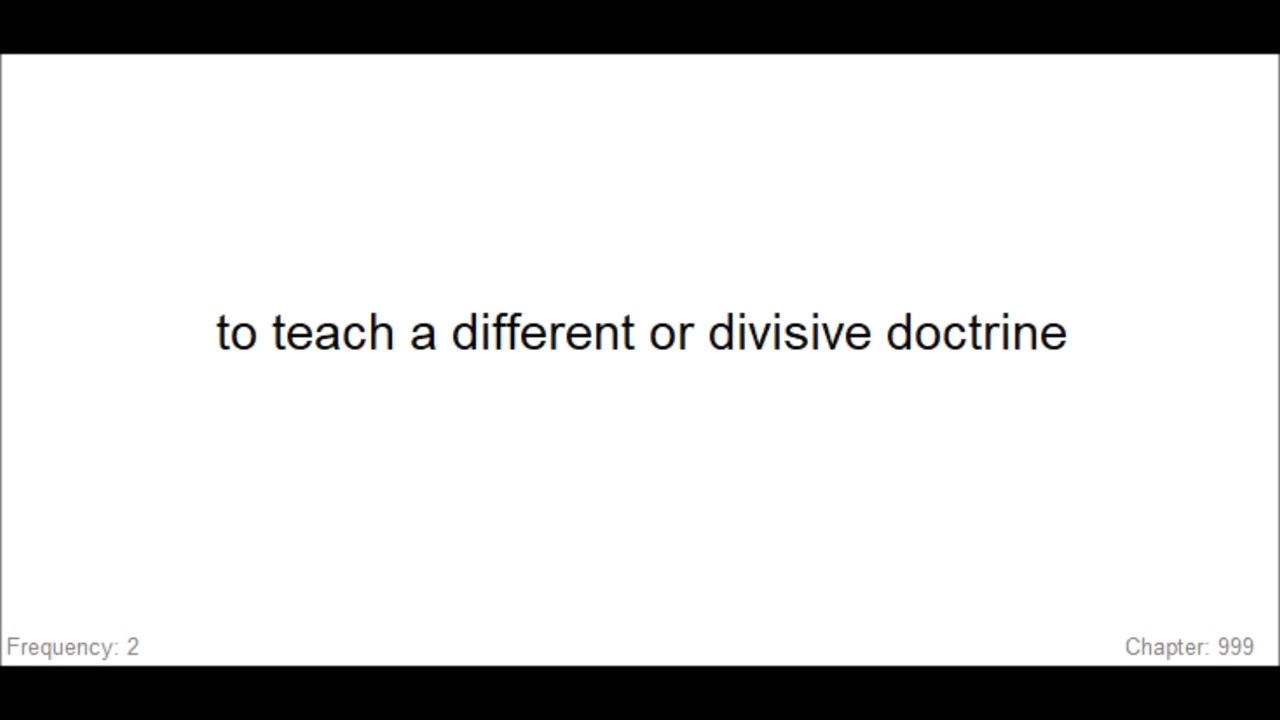 to teach a different or divisive doctrine
Frequency: 2
Chapter: 999